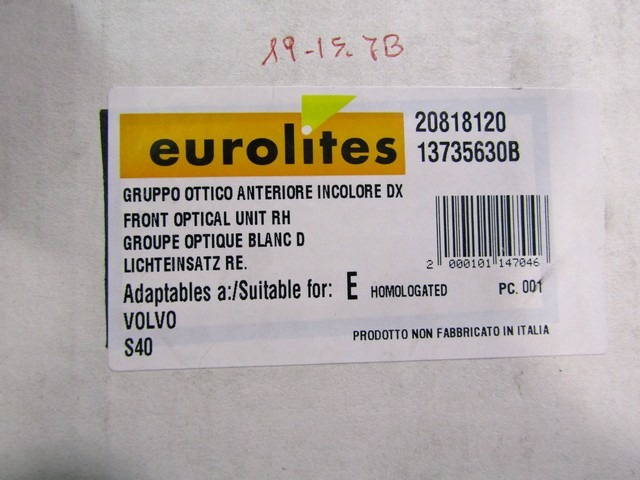 19-15.7B
eurolites
20818120
13735630B
GRUPPO OTTICO ANTERIORE INCOLORE DX
FRONT OPTICAL UNIT RH
GROUPE OPTIQUE BLANC D
LICHTEINSATZ RE.
2 000101 147046
Adaptables a:/Suitable for: E HOMOLOGATED PC. 001
VOLVO
S40
PRODOTTO NON FABBRICATO IN ITALIA